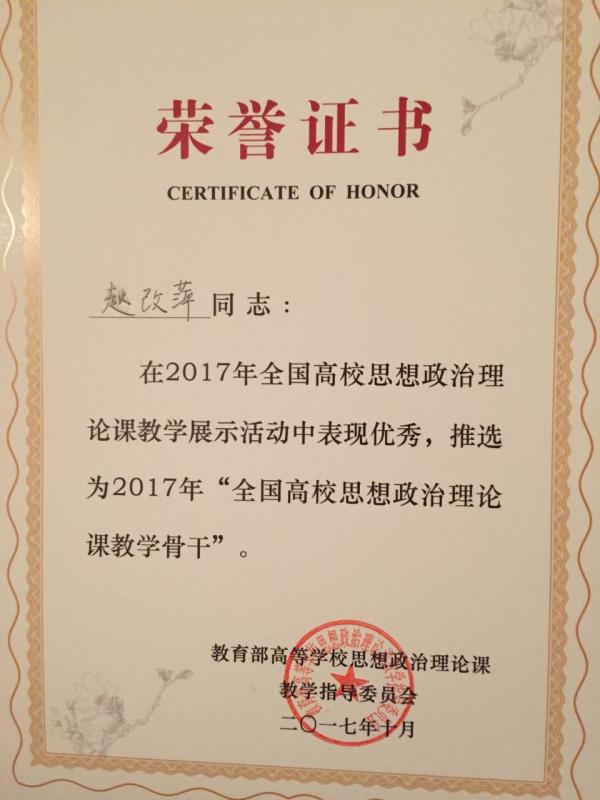 荣誉证书
CERTIFICATE OF HONOR
赵改萍同志：
在2017年全国高校思想政治理
论课教学展示活动中表现优秀，推选
为2017年“全国高校思想政治理论
课教学骨干”。
教育部高等学校思想政治理论课
教学指导委员会
二〇一七年十月